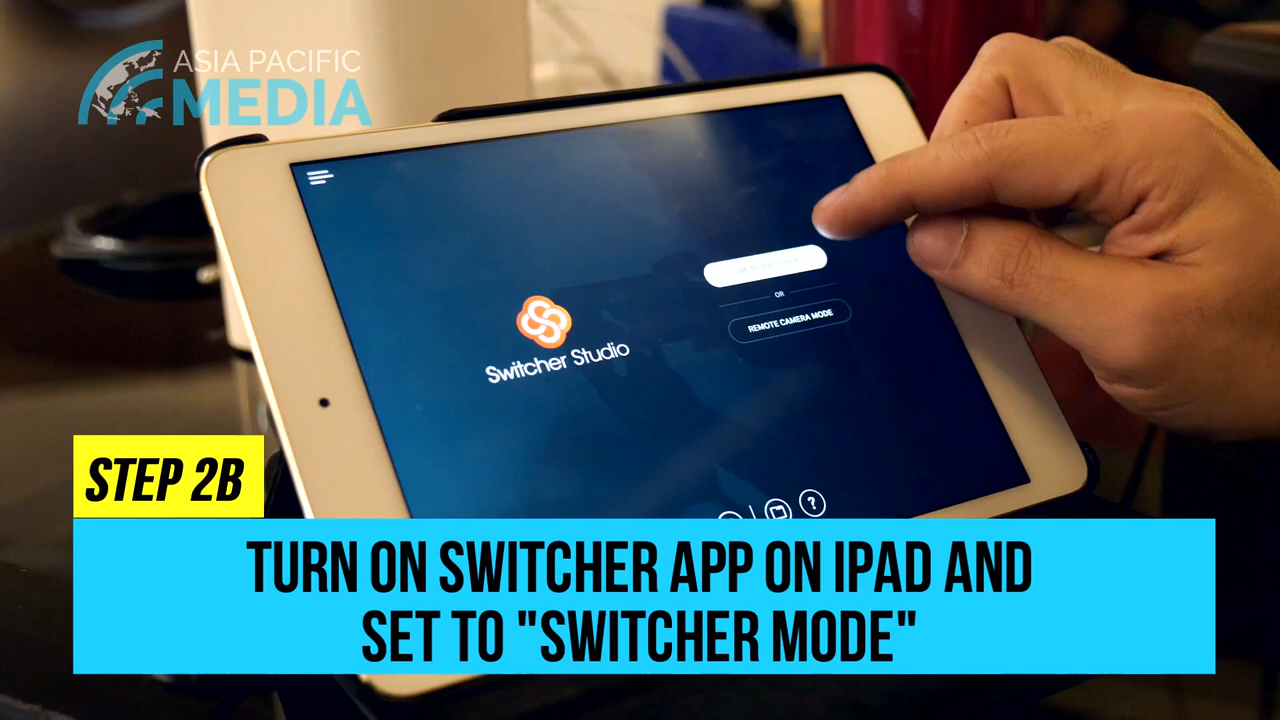 ASIA PACIFIC
MEDIA
OR
REMOTE CAMERA MODE
Switcher Studio
?
STEP 2B
TURN ON SWITCHER APP ON IPAD AND
SET TO "SWITCHER MODE"